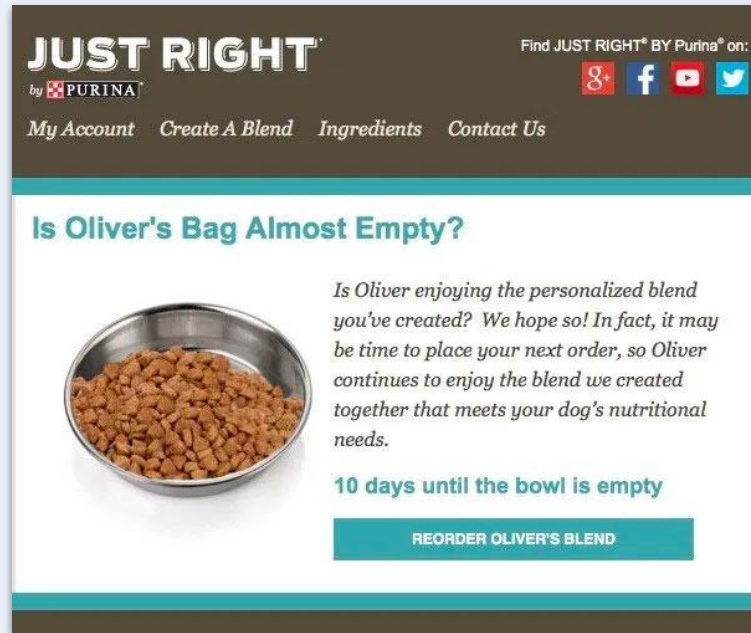 JUST RIGHT®
by PURINA®
Find JUST RIGHT® BY Purina® on:
My Account Create A Blend Ingredients Contact Us
Is Oliver's Bag Almost Empty?
Is Oliver enjoying the personalized blend
you've created? We hope so! In fact, it may
be time to place your next order, so Oliver
continues to enjoy the blend we created
together that meets your dog's nutritional
needs.
10 days until the bowl is empty
REORDER OLIVER'S BLEND